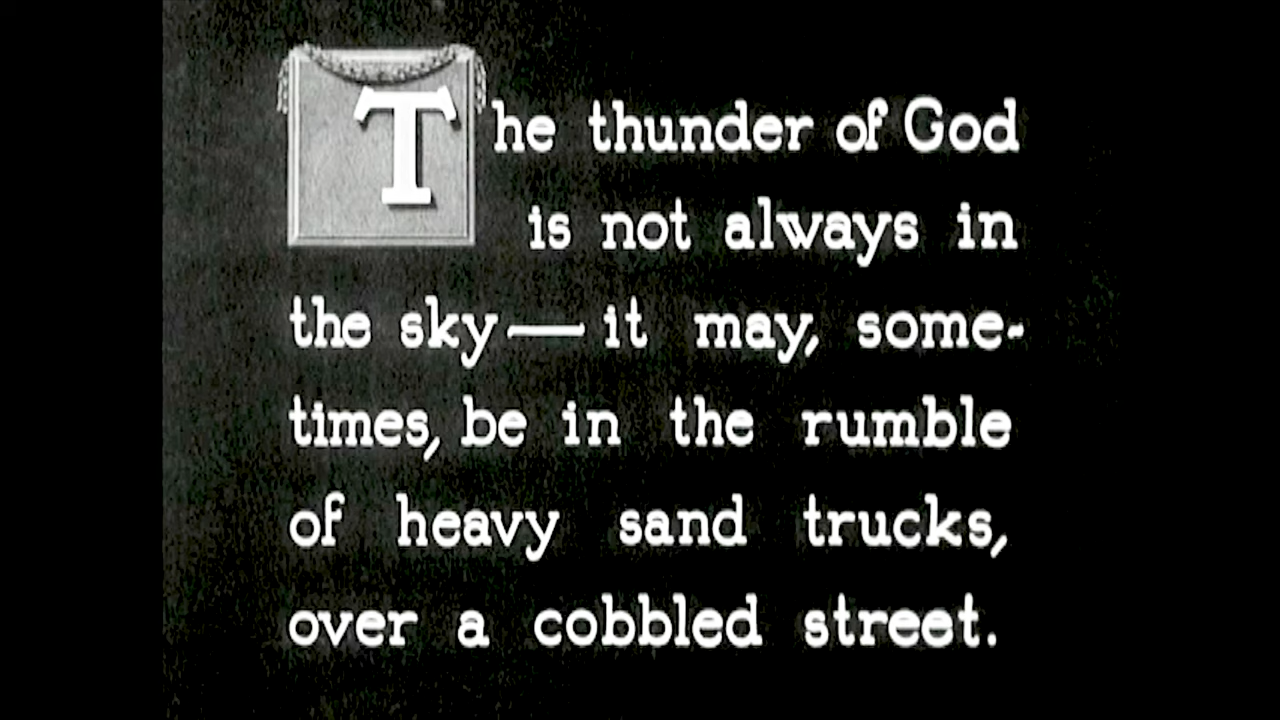 The thunder of God
is not always in
the sky — it may, some-
times, be in the rumble
of heavy sand trucks,
over a cobbled street.